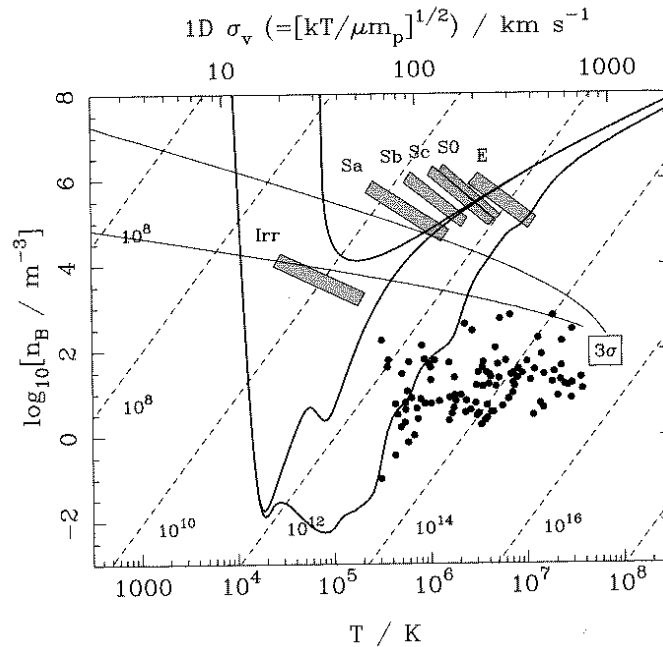 1D σ_v (=[kT/μm_p]^{1/2}) / km s^{-1}
10 100 1000
8
6
4
2
0
−2
log_{10}[n_B / m^{-3}]
Sa Sb Sc S0 E
Irr
10^8
10^8
3σ
10^{10} 10^{12} 10^{14} 10^{16}
1000 10^4 10^5 10^6 10^7 10^8
T / K